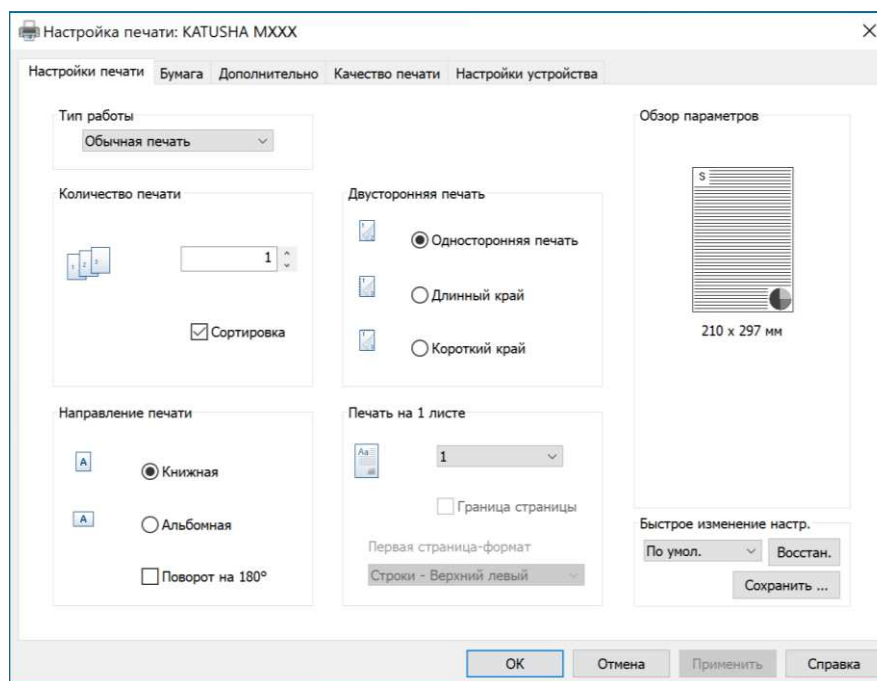 Настройка печати: KATUSHA MXXX
Настройки печати Бумага Дополнительно Качество печати Настройки устройства
Тип работы
Обычная печать
Количество печати
1
Сортировка
Двусторонняя печать
Односторонняя печать
Длинный край
Короткий край
Обзор параметров
S
210 x 297 мм
Направление печати
A
Книжная
A
Альбомная
Поворот на 180°
Печать на 1 листе
Aa
1
Граница страницы
Первая страница-формат
Строки - Верхний левый
Быстрое изменение настр.
По умол. Восстан.
Сохранить ...
OK Отмена Применить Справка